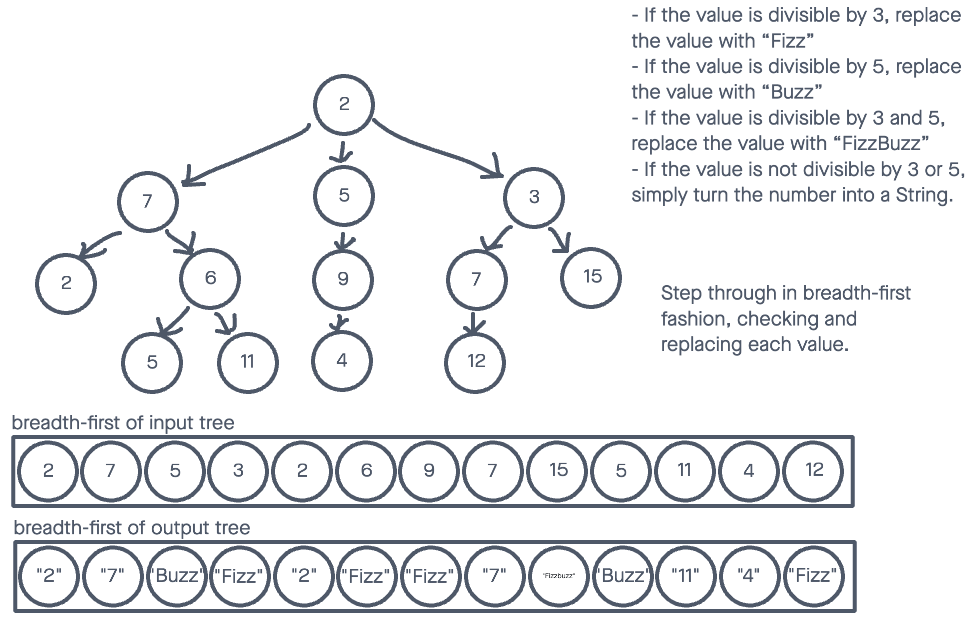 - If the value is divisible by 3, replace
the value with “Fizz”
- If the value is divisible by 5, replace
the value with “Buzz”
- If the value is divisible by 3 and 5,
replace the value with “FizzBuzz”
- If the value is not divisible by 3 or 5,
simply turn the number into a String.
2
7 5 3
2 6 9 7 15
5 11 4 12
Step through in breadth-first
fashion, checking and
replacing each value.
breadth-first of input tree
2 7 5 3 2 6 9 7 15 5 11 4 12
breadth-first of output tree
"2" "7" "Buzz" "Fizz" "2" "Fizz" "Fizz" "7" "Fizzbuzz" "Buzz" "11" "4" "Fizz"